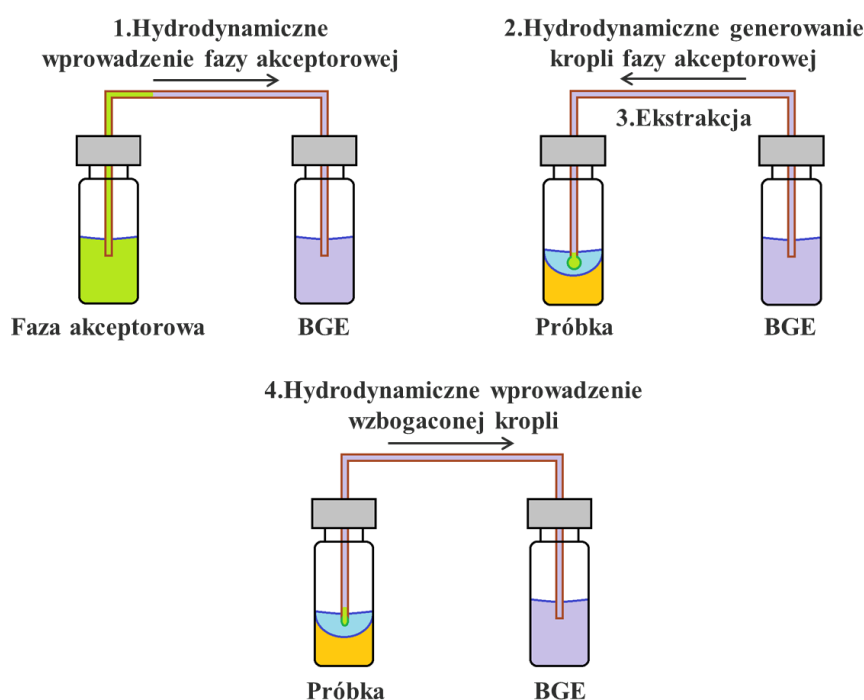 1.Hydrodynamiczne
wprowadzenie fazy akceptorowej
2.Hydrodynamiczne generowanie
kropli fazy akceptorowej
3.Ekstrakcja
Faza akceptorowa
BGE
Próbka
BGE
4.Hydrodynamiczne wprowadzenie
wzbogaconej kropli
Próbka
BGE